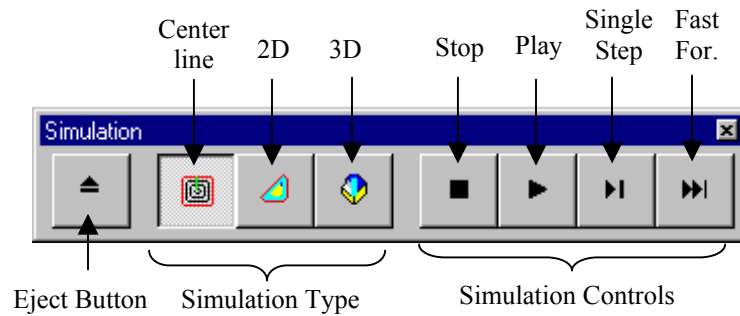 Center
line
2D
3D
Stop
Play
Single
Step
Fast
For.
Simulation
Eject Button
Simulation Type
Simulation Controls